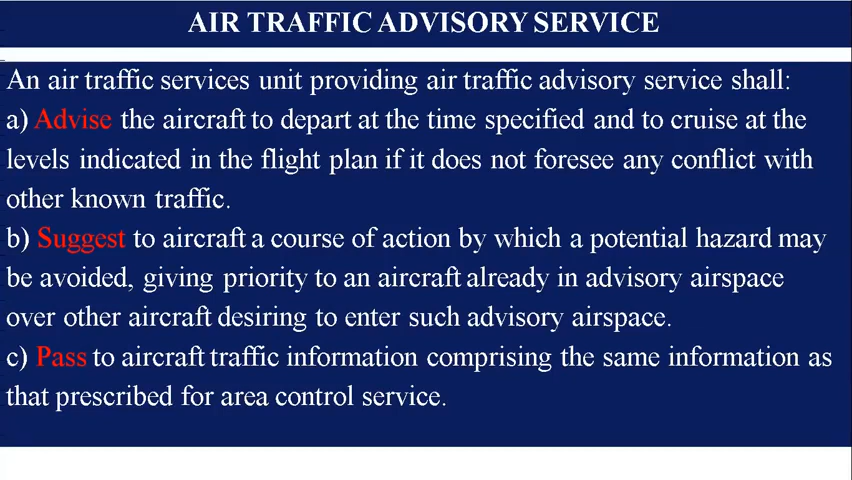 AIR TRAFFIC ADVISORY SERVICE
An air traffic services unit providing air traffic advisory service shall:
a) Advise the aircraft to depart at the time specified and to cruise at the
levels indicated in the flight plan if it does not foresee any conflict with
other known traffic.
b) Suggest to aircraft a course of action by which a potential hazard may
be avoided, giving priority to an aircraft already in advisory airspace
over other aircraft desiring to enter such advisory airspace.
c) Pass to aircraft traffic information comprising the same information as
that prescribed for area control service.